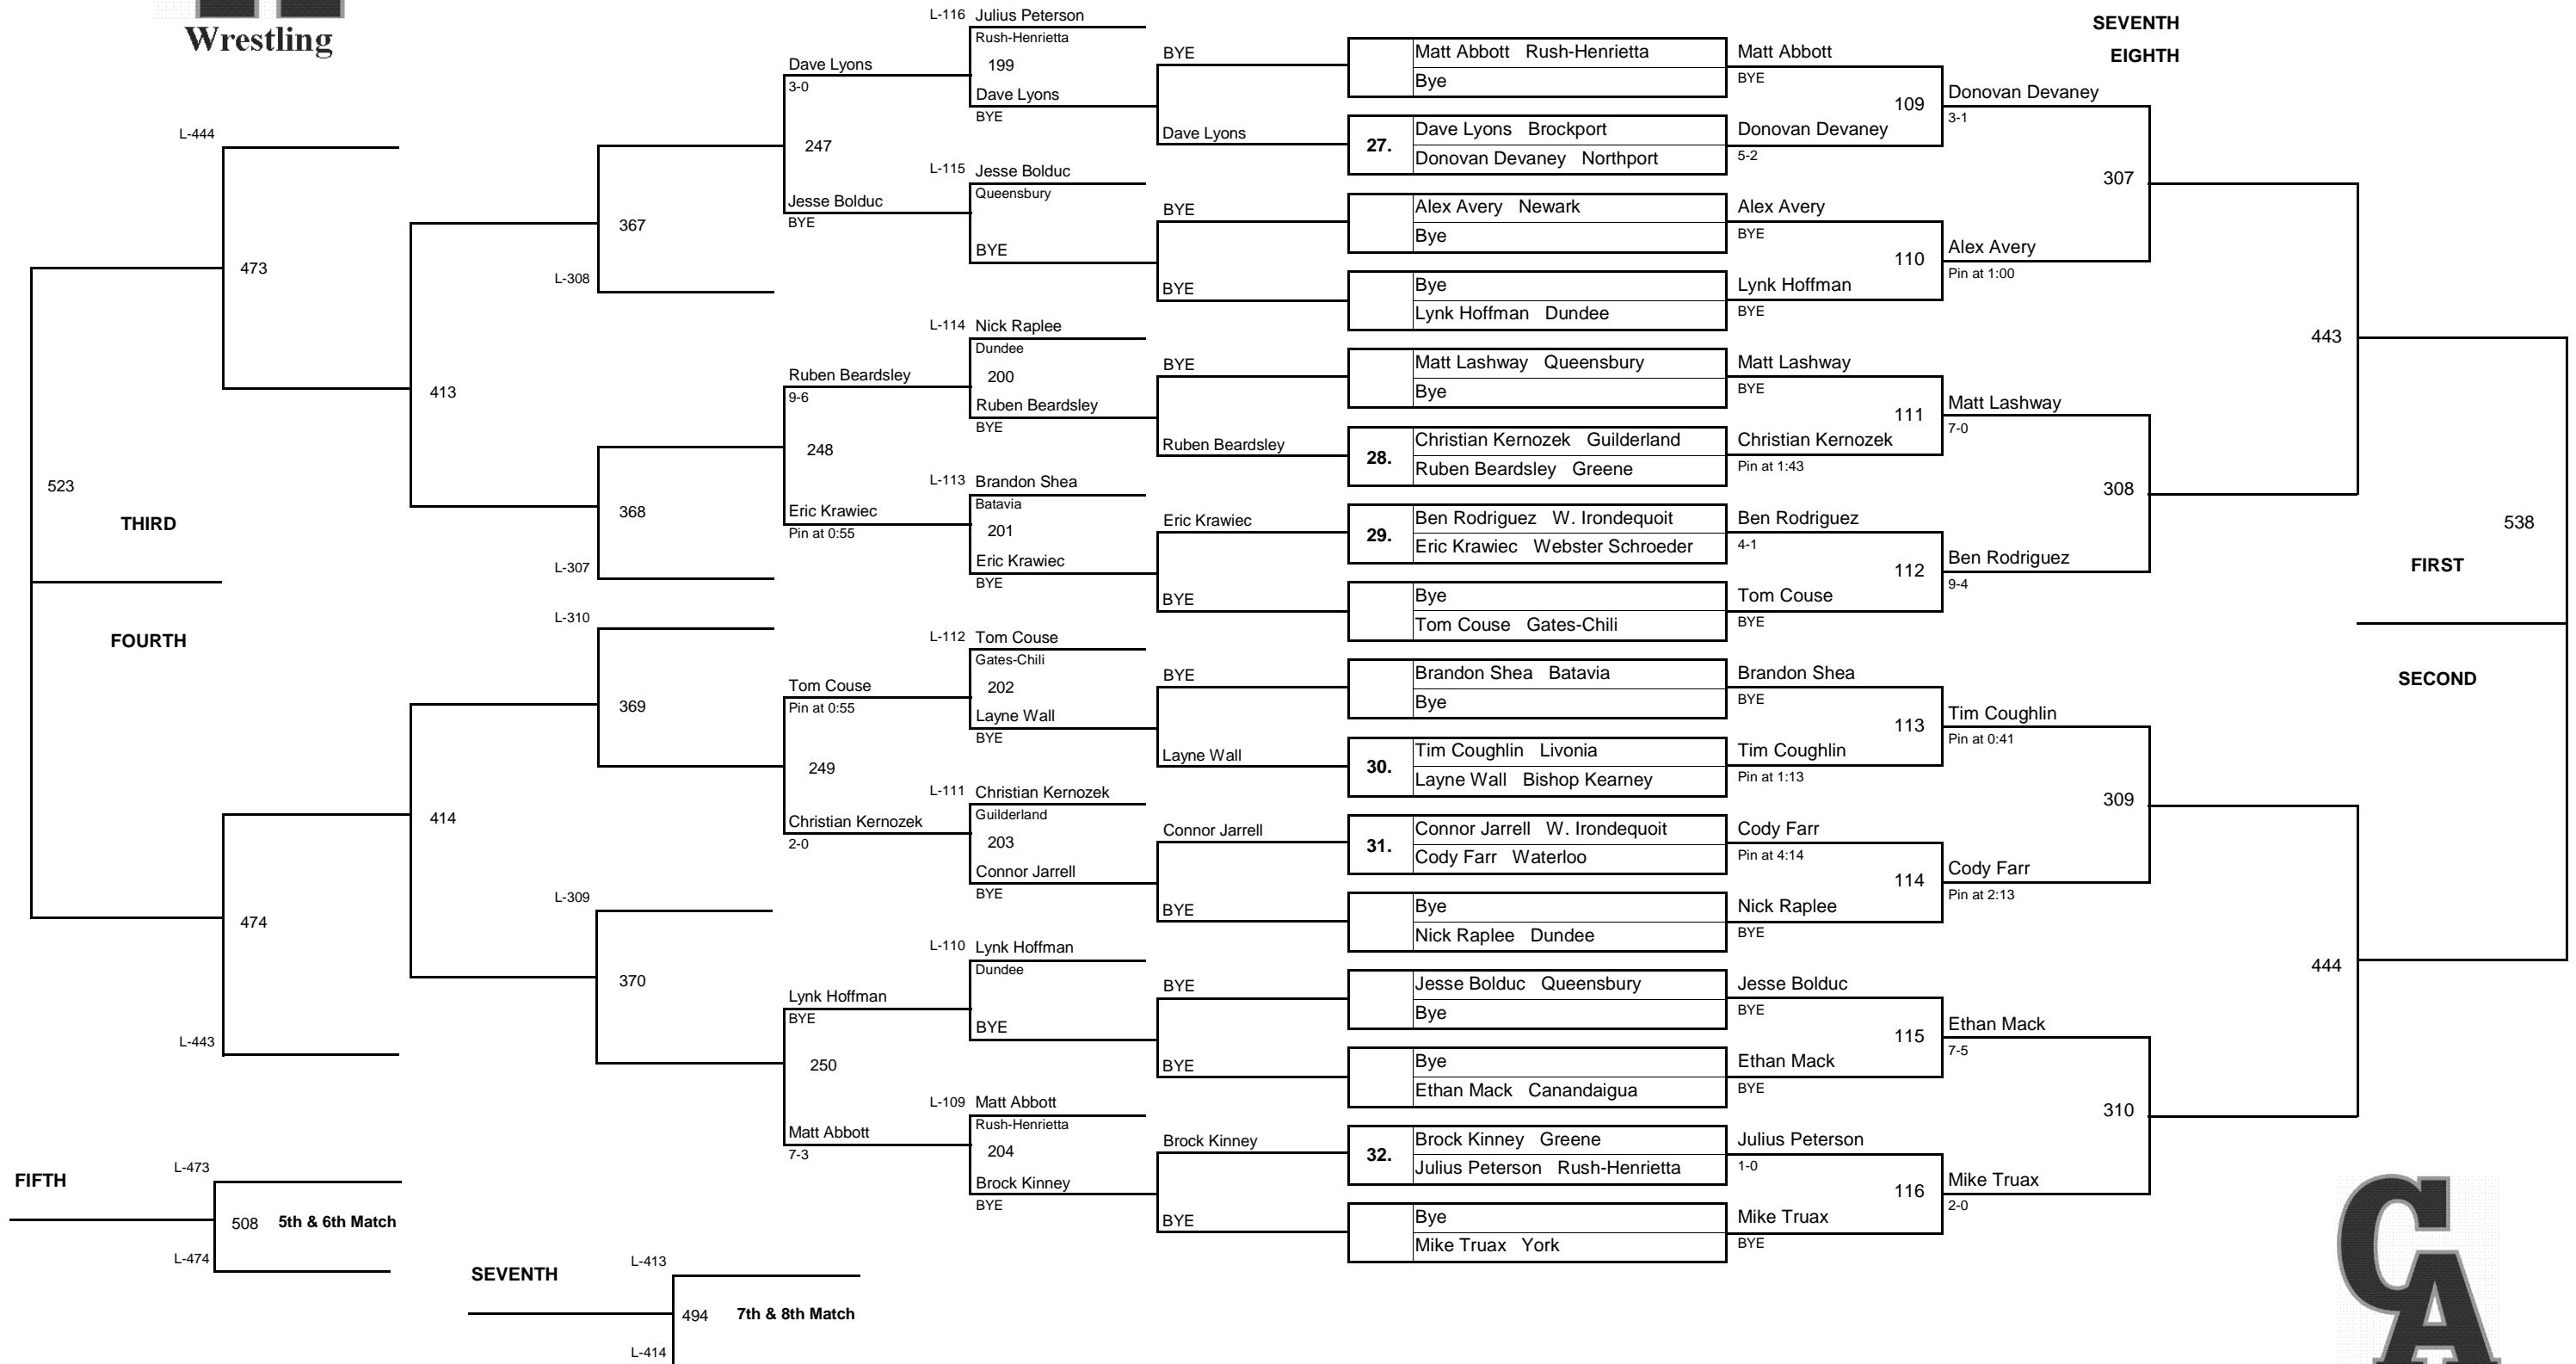 Wrestling
SEVENTH
EIGHTH
L-116 Julius Peterson
Rush-Henrietta
199
Dave Lyons
BYE
Dave Lyons
3-0
247
Jesse Bolduc
BYE
L-115 Jesse Bolduc
Queensbury
BYE
L-114 Nick Raplee
Dundee
200
Ruben Beardsley
BYE
Ruben Beardsley
9-6
248
Eric Krawiec
Pin at 0:55
L-113 Brandon Shea
Batavia
201
Eric Krawiec
BYE
L-112 Tom Couse
Gates-Chili
202
Layne Wall
BYE
Tom Couse
Pin at 0:55
249
Christian Kernozek
2-0
L-111 Christian Kernozek
Guilderland
203
Connor Jarrell
BYE
L-110 Lynk Hoffman
Dundee
BYE
Lynk Hoffman
BYE
250
Matt Abbott
7-3
L-109 Matt Abbott
Rush-Henrietta
204
Brock Kinney
BYE
L-444
473
367
L-308
413
368
L-307
523
THIRD
FOURTH
L-310
369
414
L-309
370
474
L-443
FIFTH
L-473
508 5th & 6th Match
L-474
SEVENTH
L-413
494 7th & 8th Match
L-414
BYE
Dave Lyons
BYE
BYE
BYE
Ruben Beardsley
Eric Krawiec
BYE
BYE
Layne Wall
Connor Jarrell
BYE
BYE
BYE
Brock Kinney
BYE
Matt Abbott Rush-Henrietta
Bye
27. Dave Lyons Brockport
Donovan Devaney Northport
Alex Avery Newark
Bye
Bye
Lynk Hoffman Dundee
Matt Lashway Queensbury
Bye
28. Christian Kernozek Guilderland
Ruben Beardsley Greene
29. Ben Rodriguez W. Irondequoit
Eric Krawiec Webster Schroeder
Bye
Tom Couse Gates-Chili
Brandon Shea Batavia
Bye
30. Tim Coughlin Livonia
Layne Wall Bishop Kearney
31. Connor Jarrell W. Irondequoit
Cody Farr Waterloo
Bye
Nick Raplee Dundee
Jesse Bolduc Queensbury
Bye
Bye
Ethan Mack Canandaigua
32. Brock Kinney Greene
Julius Peterson Rush-Henrietta
Bye
Mike Truax York
Matt Abbott
BYE
109
Donovan Devaney
5-2
Alex Avery
BYE
110
Lynk Hoffman
BYE
Matt Lashway
BYE
111
Christian Kernozek
Pin at 1:43
Ben Rodriguez
4-1
112
Tom Couse
BYE
Brandon Shea
BYE
113
Tim Coughlin
Pin at 1:13
Cody Farr
Pin at 4:14
114
Nick Raplee
BYE
Jesse Bolduc
BYE
115
Ethan Mack
BYE
Julius Peterson
1-0
116
Mike Truax
BYE
Donovan Devaney
3-1
307
Alex Avery
Pin at 1:00
Matt Lashway
7-0
308
Ben Rodriguez
9-4
Tim Coughlin
Pin at 0:41
309
Cody Farr
Pin at 2:13
Ethan Mack
7-5
310
Mike Truax
2-0
443
444
538
FIRST
SECOND
CA